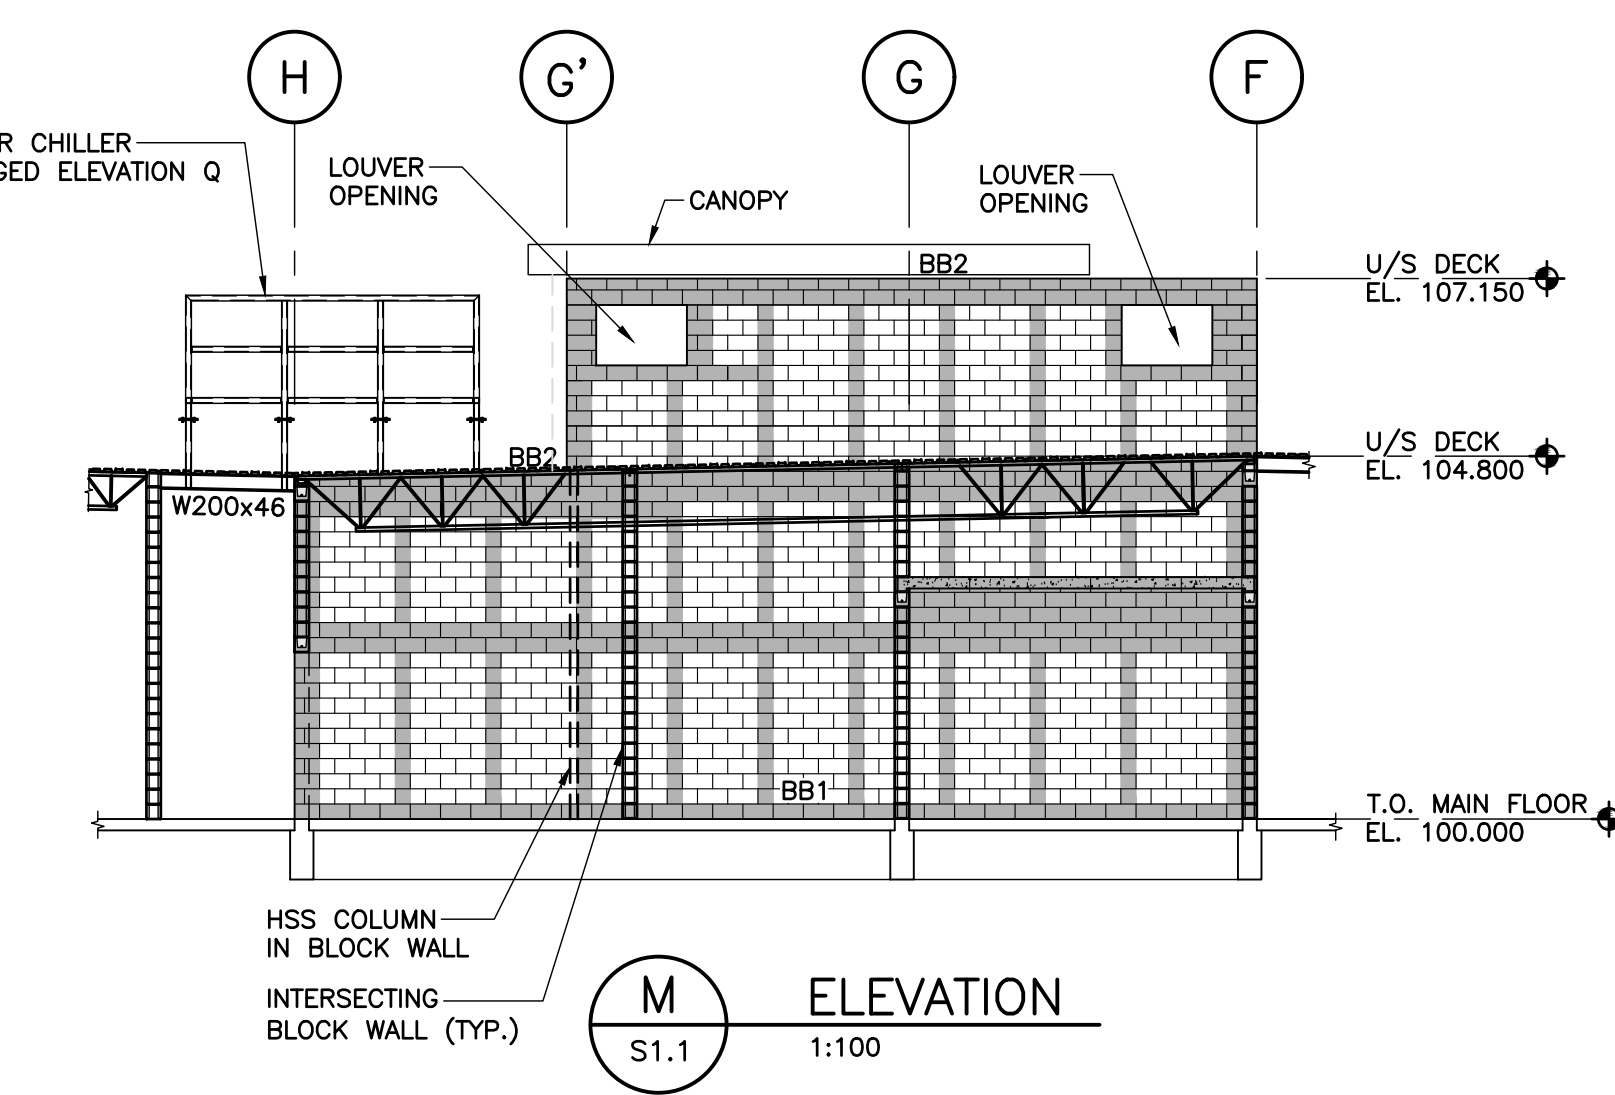 H
G'
G
F
R CHILLER
GED ELEVATION Q
LOUVER
OPENING
CANOPY
LOUVER
OPENING
BB2
U/S DECK
EL. 107.150
BB2
U/S DECK
EL. 104.800
W200x46
BB1
T.O. MAIN FLOOR
EL. 100.000
HSS COLUMN
IN BLOCK WALL
INTERSECTING
BLOCK WALL (TYP.)
M
S1.1
ELEVATION
1:100